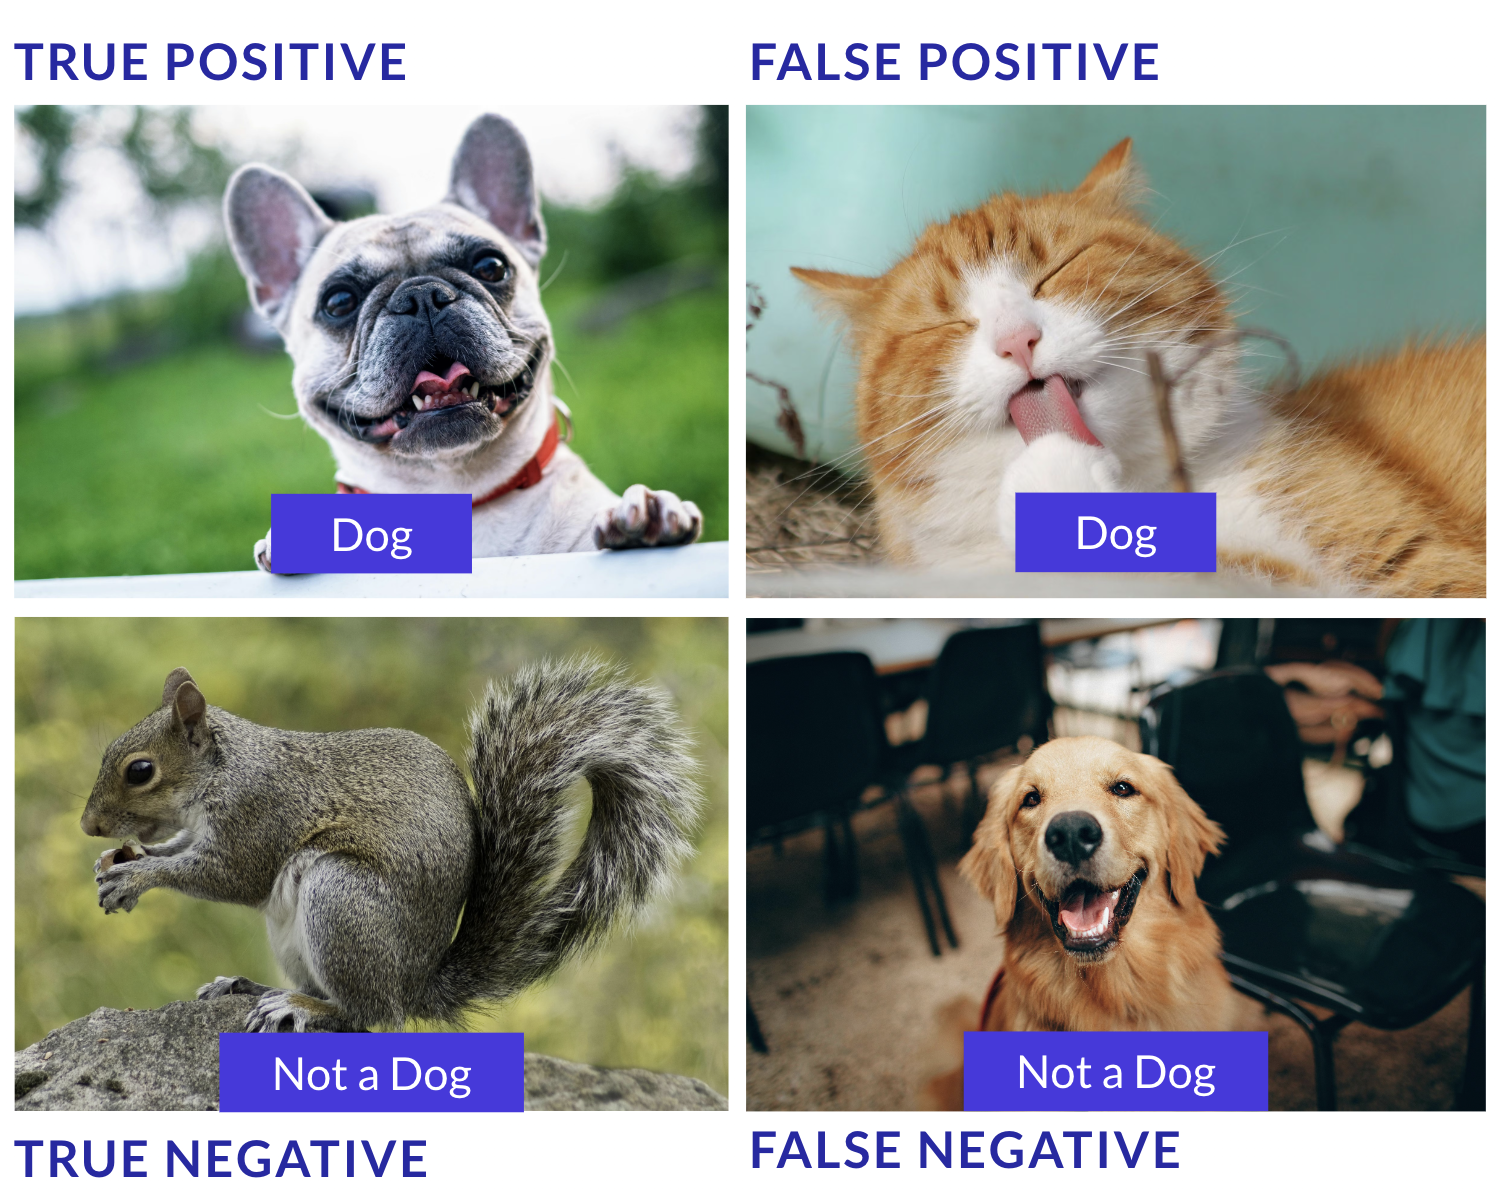 TRUE POSITIVE
FALSE POSITIVE
Dog
Dog
Not a Dog
Not a Dog
TRUE NEGATIVE
FALSE NEGATIVE